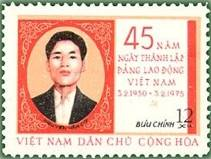 45 NĂM
NGÀY THÀNH LẬP
ĐẢNG LAO ĐỘNG
VIỆT NAM
3.2.1930 - 3.2.1975
BƯU CHÍNH 12
XU
VIỆT NAM DÂN CHỦ CỘNG HÒA